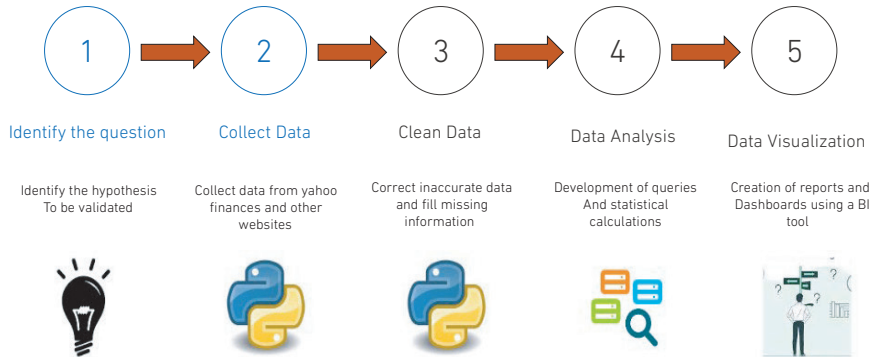 1
2
3
4
5
Identify the question
Collect Data
Clean Data
Data Analysis
Data Visualization
Identify the hypothesis
To be validated
Collect data from yahoo
finances and other
websites
Correct inaccurate data
and fill missing
information
Development of queries
And statistical
calculations
Creation of reports and
Dashboards using a BI
tool
?
?
?